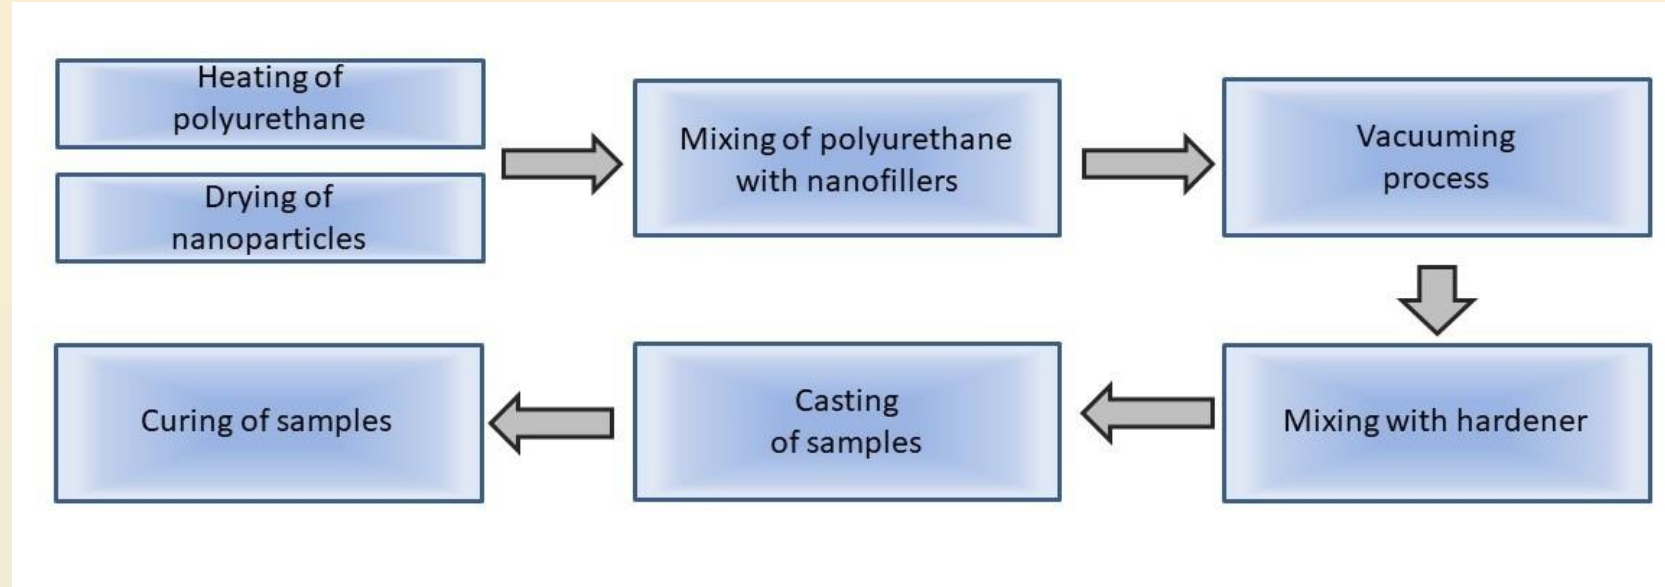 Heating of
polyurethane
Drying of
nanoparticles
Mixing of polyurethane
with nanofillers
Vacuuming
process
Mixing with hardener
Casting
of samples
Curing of samples